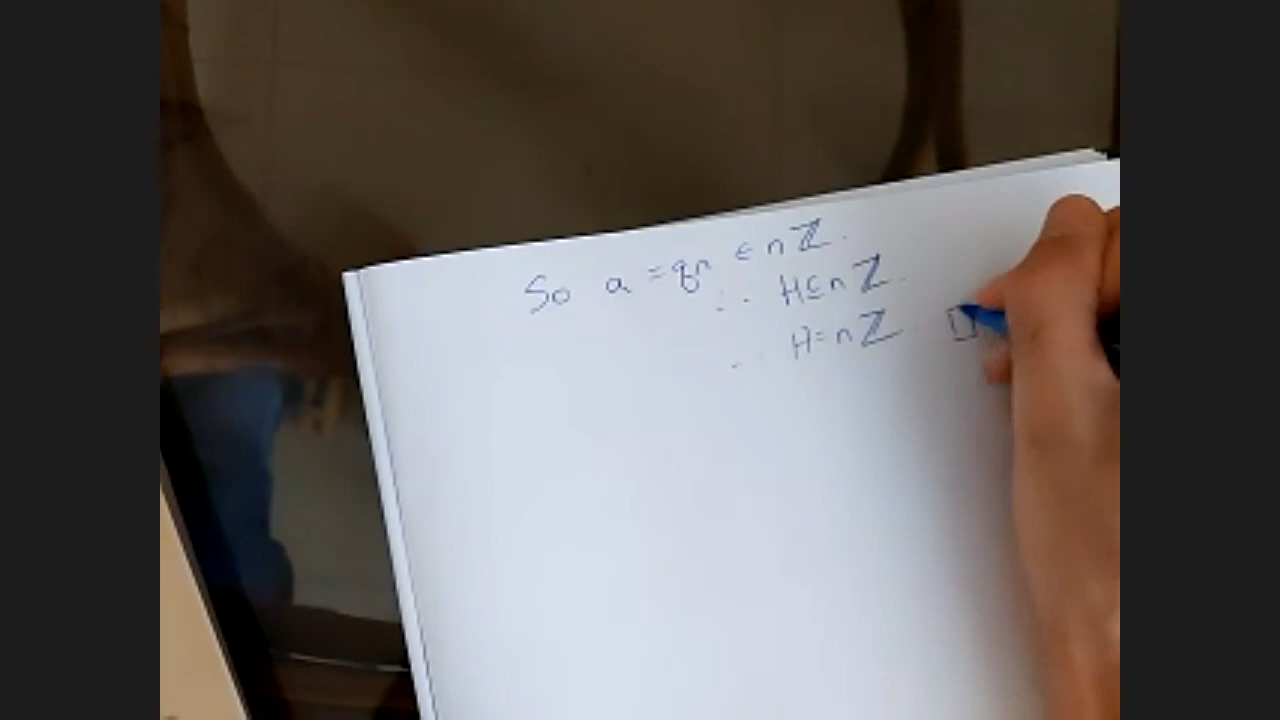 So a = qn ∈ nℤ.
∴ H⊆nℤ.
∴ H=nℤ. □